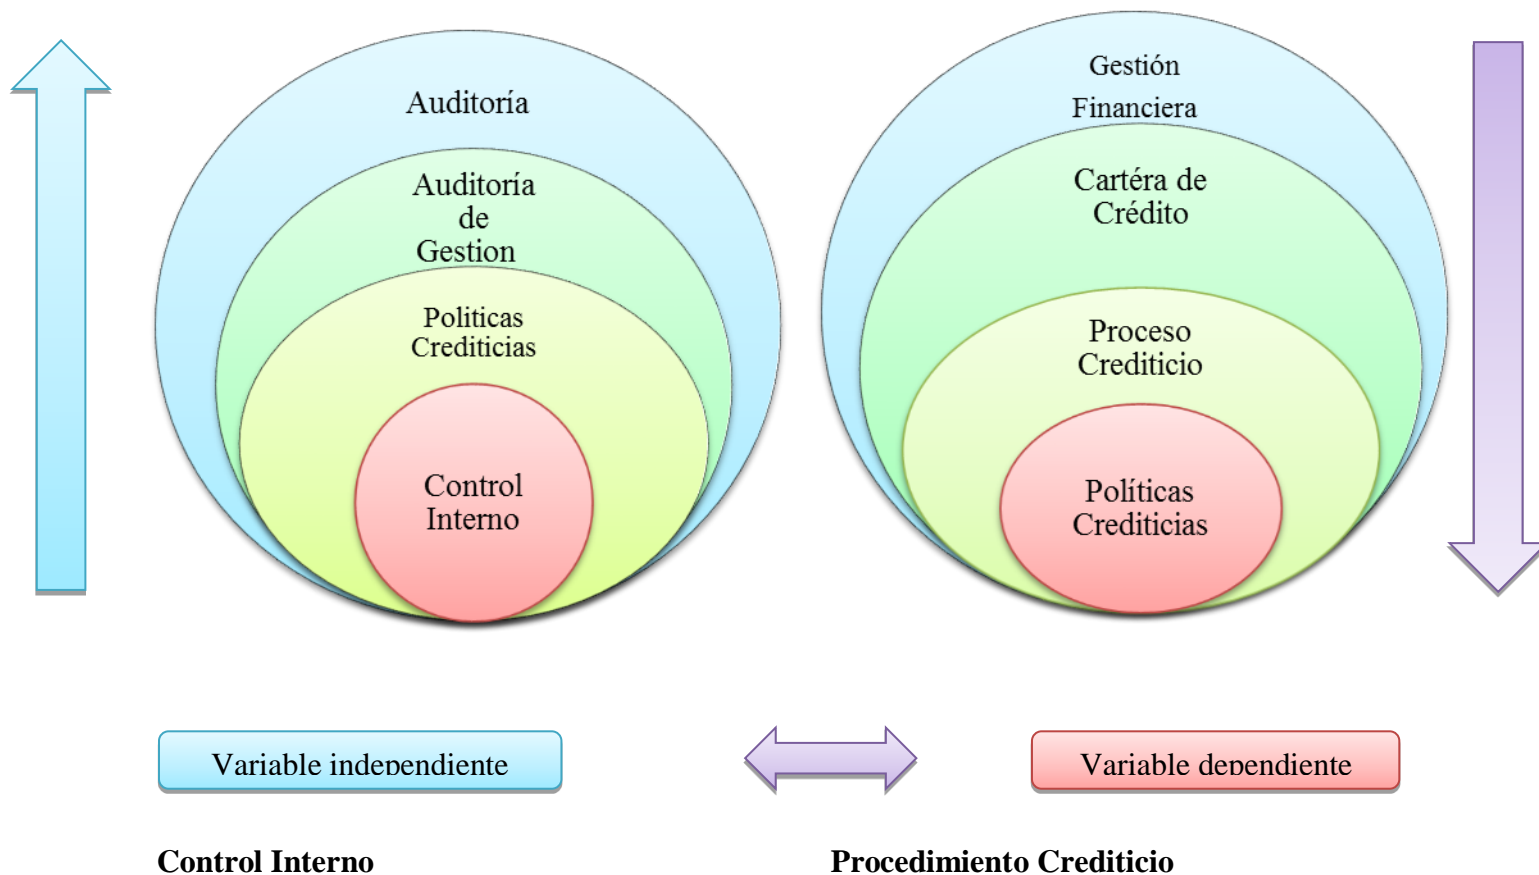 Auditoría
Auditoría
de
Gestion
Politicas
Crediticias
Control
Interno
Gestión
Financiera
Cartéra de
Crédito
Proceso
Crediticio
Políticas
Crediticias
Variable independiente
Variable dependiente
Control Interno
Procedimiento Crediticio